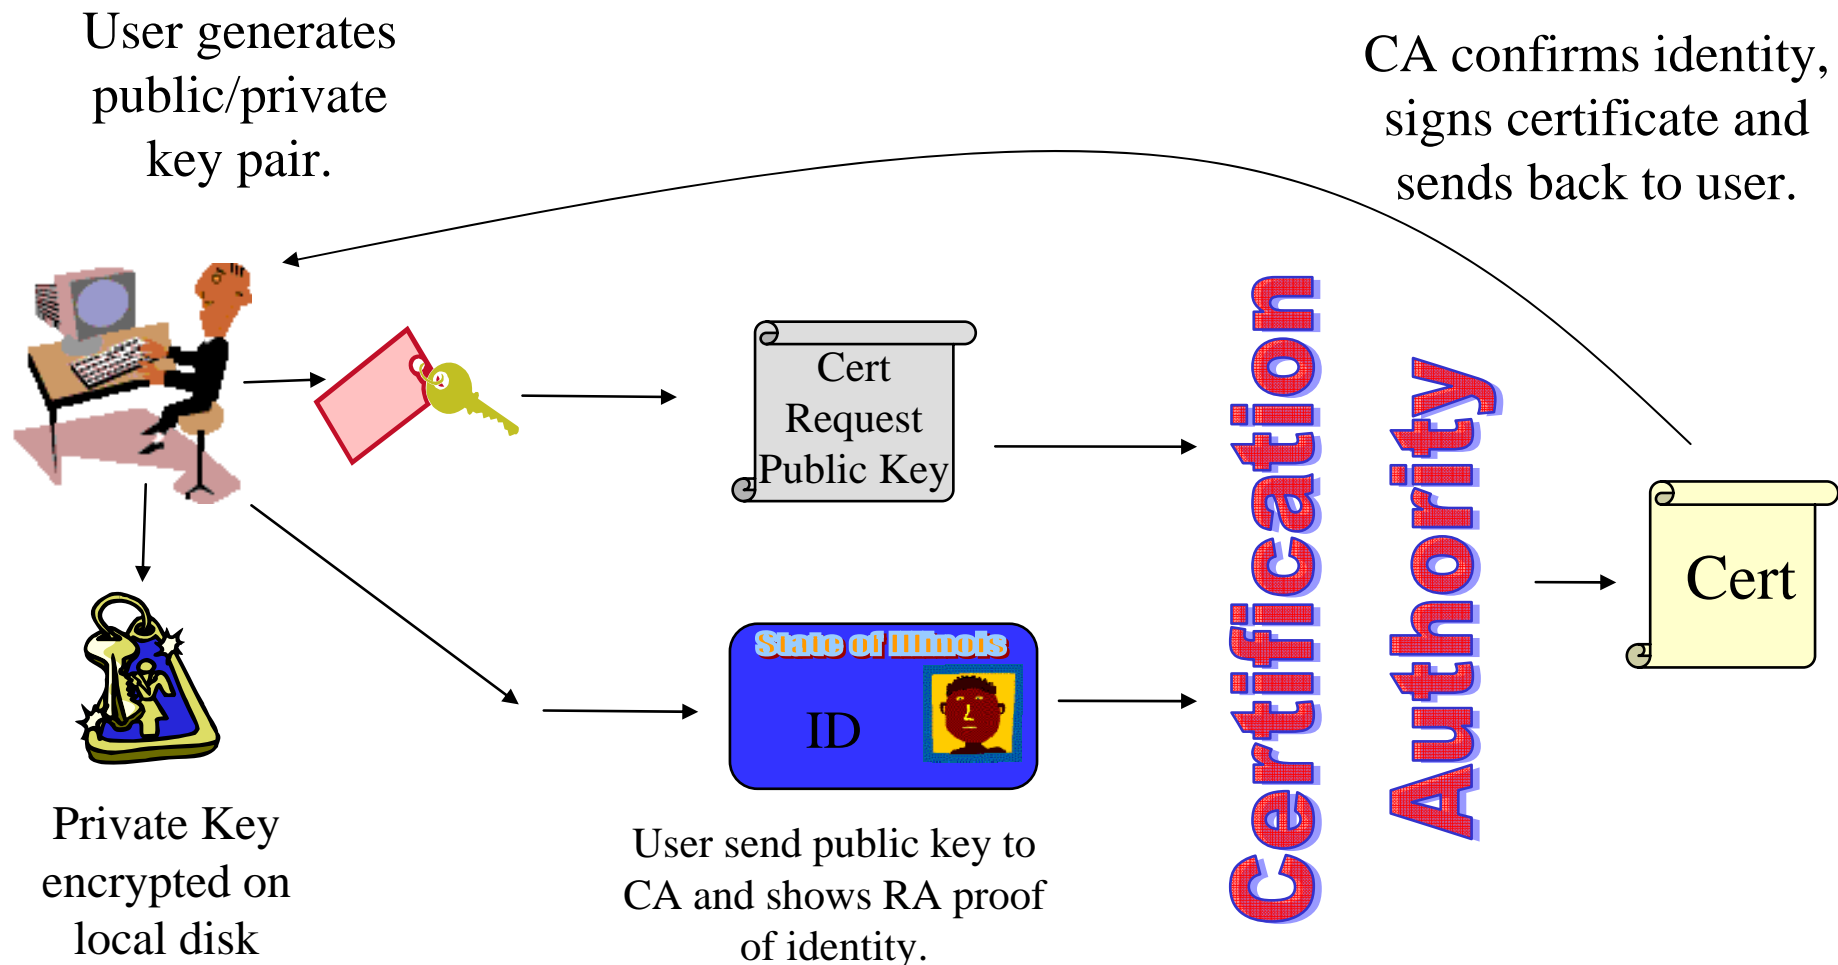 User generates
public/private
key pair.
CA confirms identity,
signs certificate and
sends back to user.
Cert
Request
Public Key
Certification
Authority
Cert
State of Illinois
ID
Private Key
encrypted on
local disk
User send public key to
CA and shows RA proof
of identity.